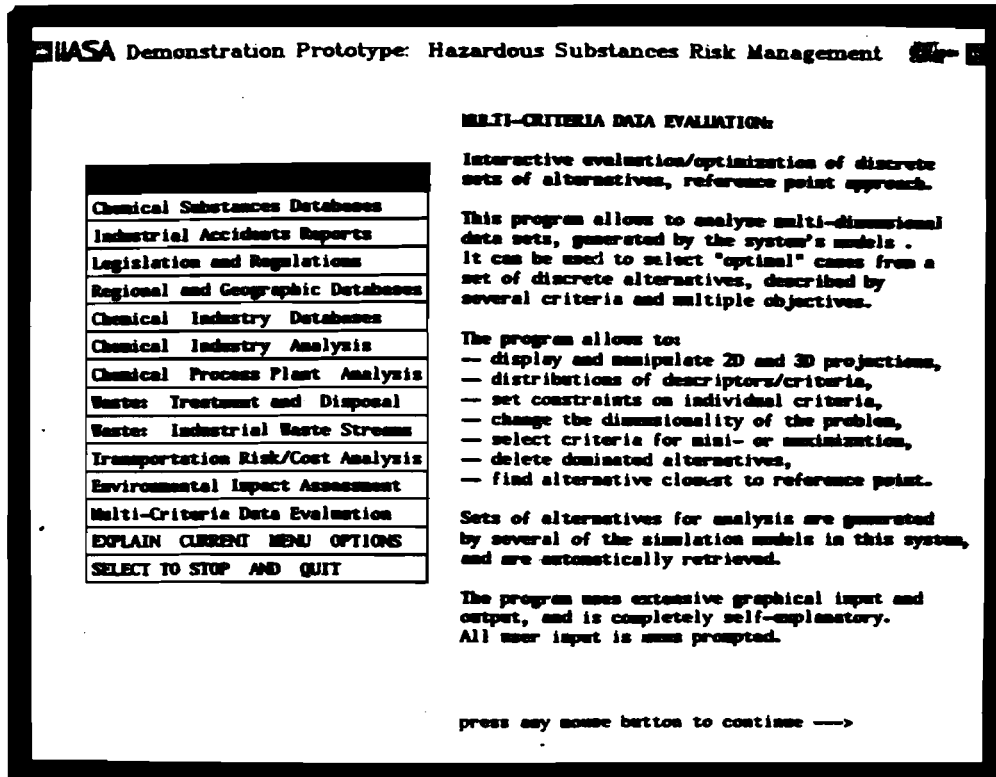 IIASA Demonstration Prototype: Hazardous Substances Risk Management
Chemical Substances Databases
Industrial Accidents Reports
Legislation and Regulations
Regional and Geographic Databases
Chemical Industry Databases
Chemical Industry Analysis
Chemical Process Plant Analysis
Waste: Treatment and Disposal
Waste: Industrial Waste Streams
Transportation Risk/Cost Analysis
Environmental Impact Assessment
Multi-Criteria Data Evaluation
EXPLAIN CURRENT MENU OPTIONS
SELECT TO STOP AND QUIT
MULTI-CRITERIA DATA EVALUATION:
Interactive evaluation/optimization of discrete
sets of alternatives, reference point approach.
This program allows to analyse multi-dimensional
data sets, generated by the system's models .
It can be used to select "optimal" cases from a
set of discrete alternatives, described by
several criteria and multiple objectives.
The program allows to:
— display and manipulate 2D and 3D projections,
— distributions of descriptors/criteria,
— set constraints on individual criteria,
— change the dimensionality of the problem,
— select criteria for mini- or maximization,
— delete dominated alternatives,
— find alternative closest to reference point.
Sets of alternatives for analysis are generated
by several of the simulation models in this system,
and are automatically retrieved.
The program uses extensive graphical input and
output, and is completely self-explanatory.
All user input is menu prompted.
press any mouse button to continue —>